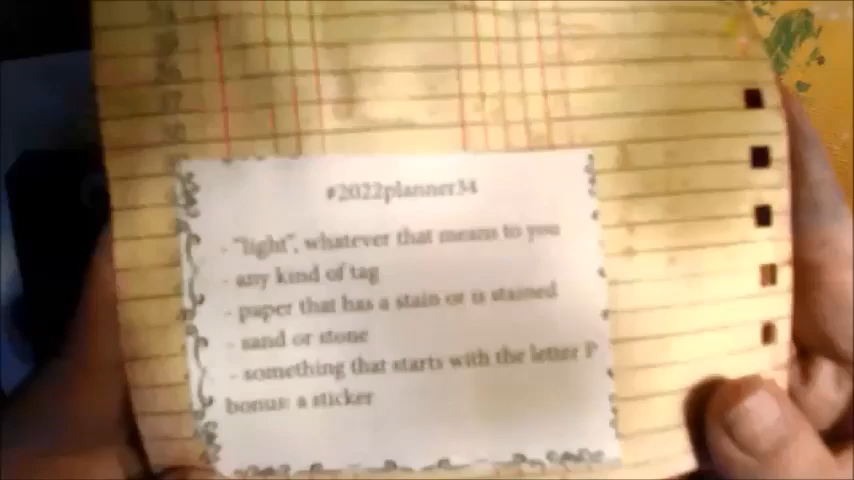 #2022planner34
- "light", whatever that means to you
- any kind of tag
- paper that has a stain or is stained
- sand or stone
- something that starts with the letter P
bonus: a sticker